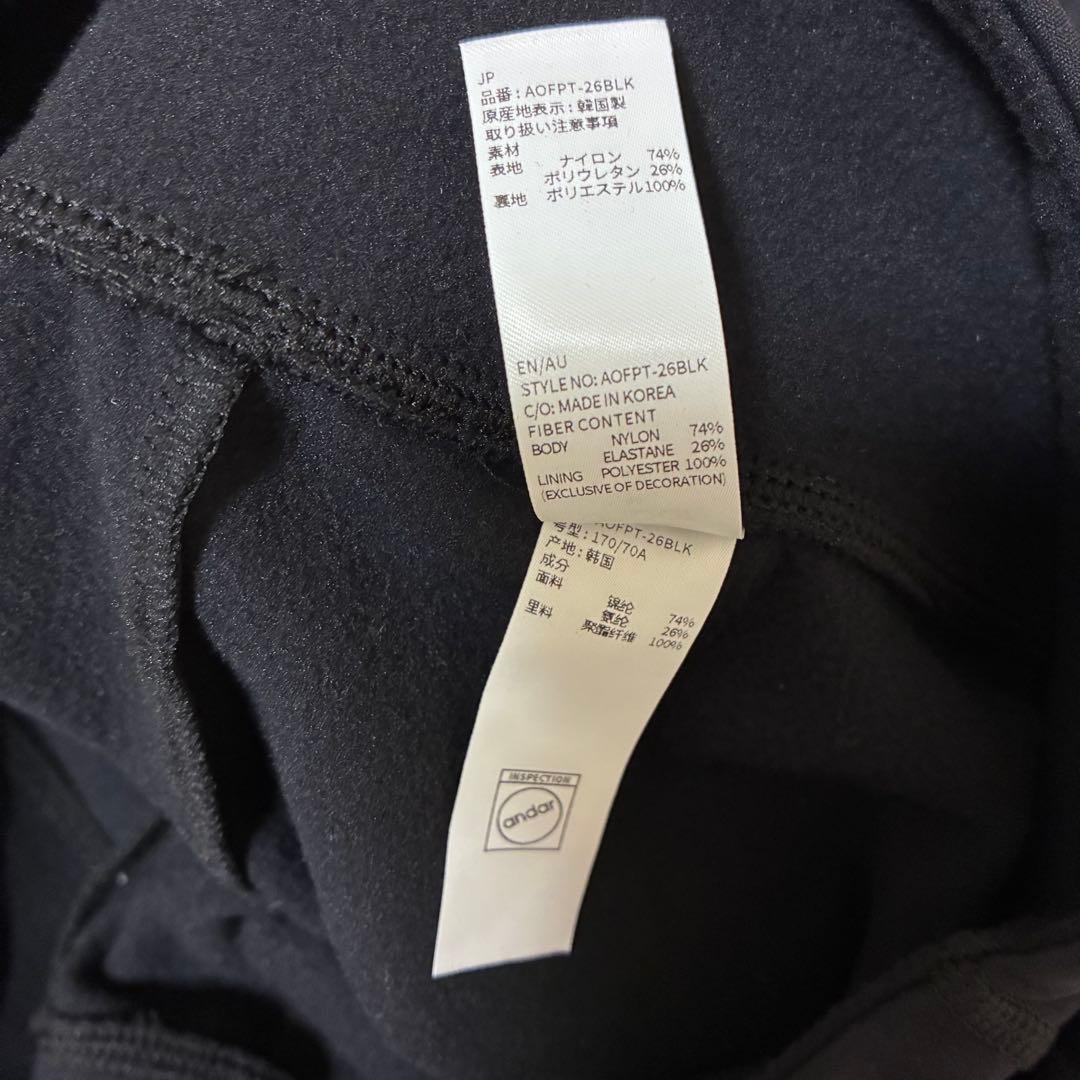 JP
品番：AOFPT-26BLK
原産地表示：韓国製
取り扱い注意事項
素材
表地 ナイロン 74%
ポリウレタン 26%
裏地 ポリエステル100%
EN/AU
STYLE NO: AOFPT-26BLK
C/O: MADE IN KOREA
FIBER CONTENT
BODY NYLON 74%
ELASTANE 26%
LINING POLYESTER 100%
(EXCLUSIVE OF DECORATION)
AOFPT-26BLK
号型：170/70A
产地：韩国
成分
面料 锦纶 74%
氨纶 26%
里料 聚酯纤维 100%
INSPECTION
andar